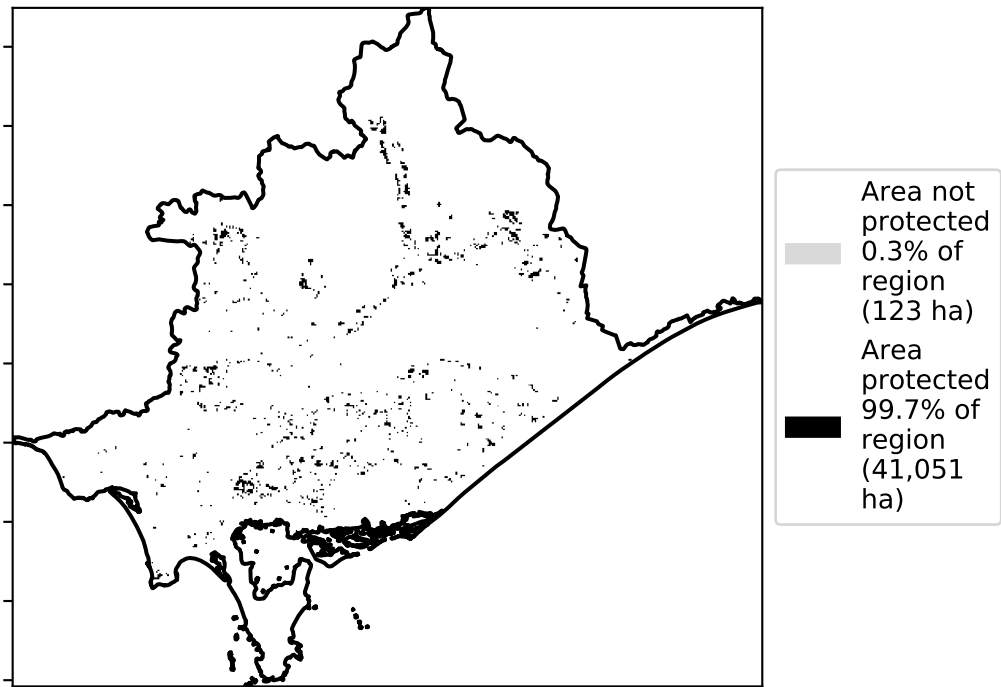 Area not
protected
0.3% of
region
(123 ha)
Area
protected
99.7% of
region
(41,051
ha)